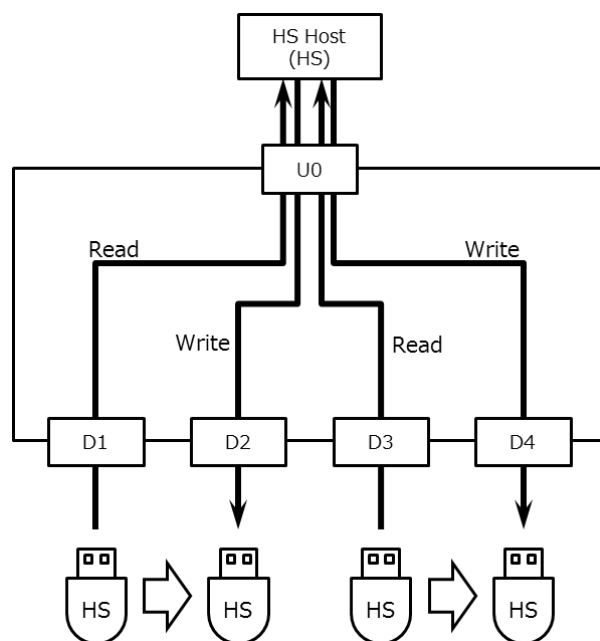 HS Host
(HS)
U0
Read
Write
Write
Read
D1
D2
D3
D4
HS
HS
HS
HS